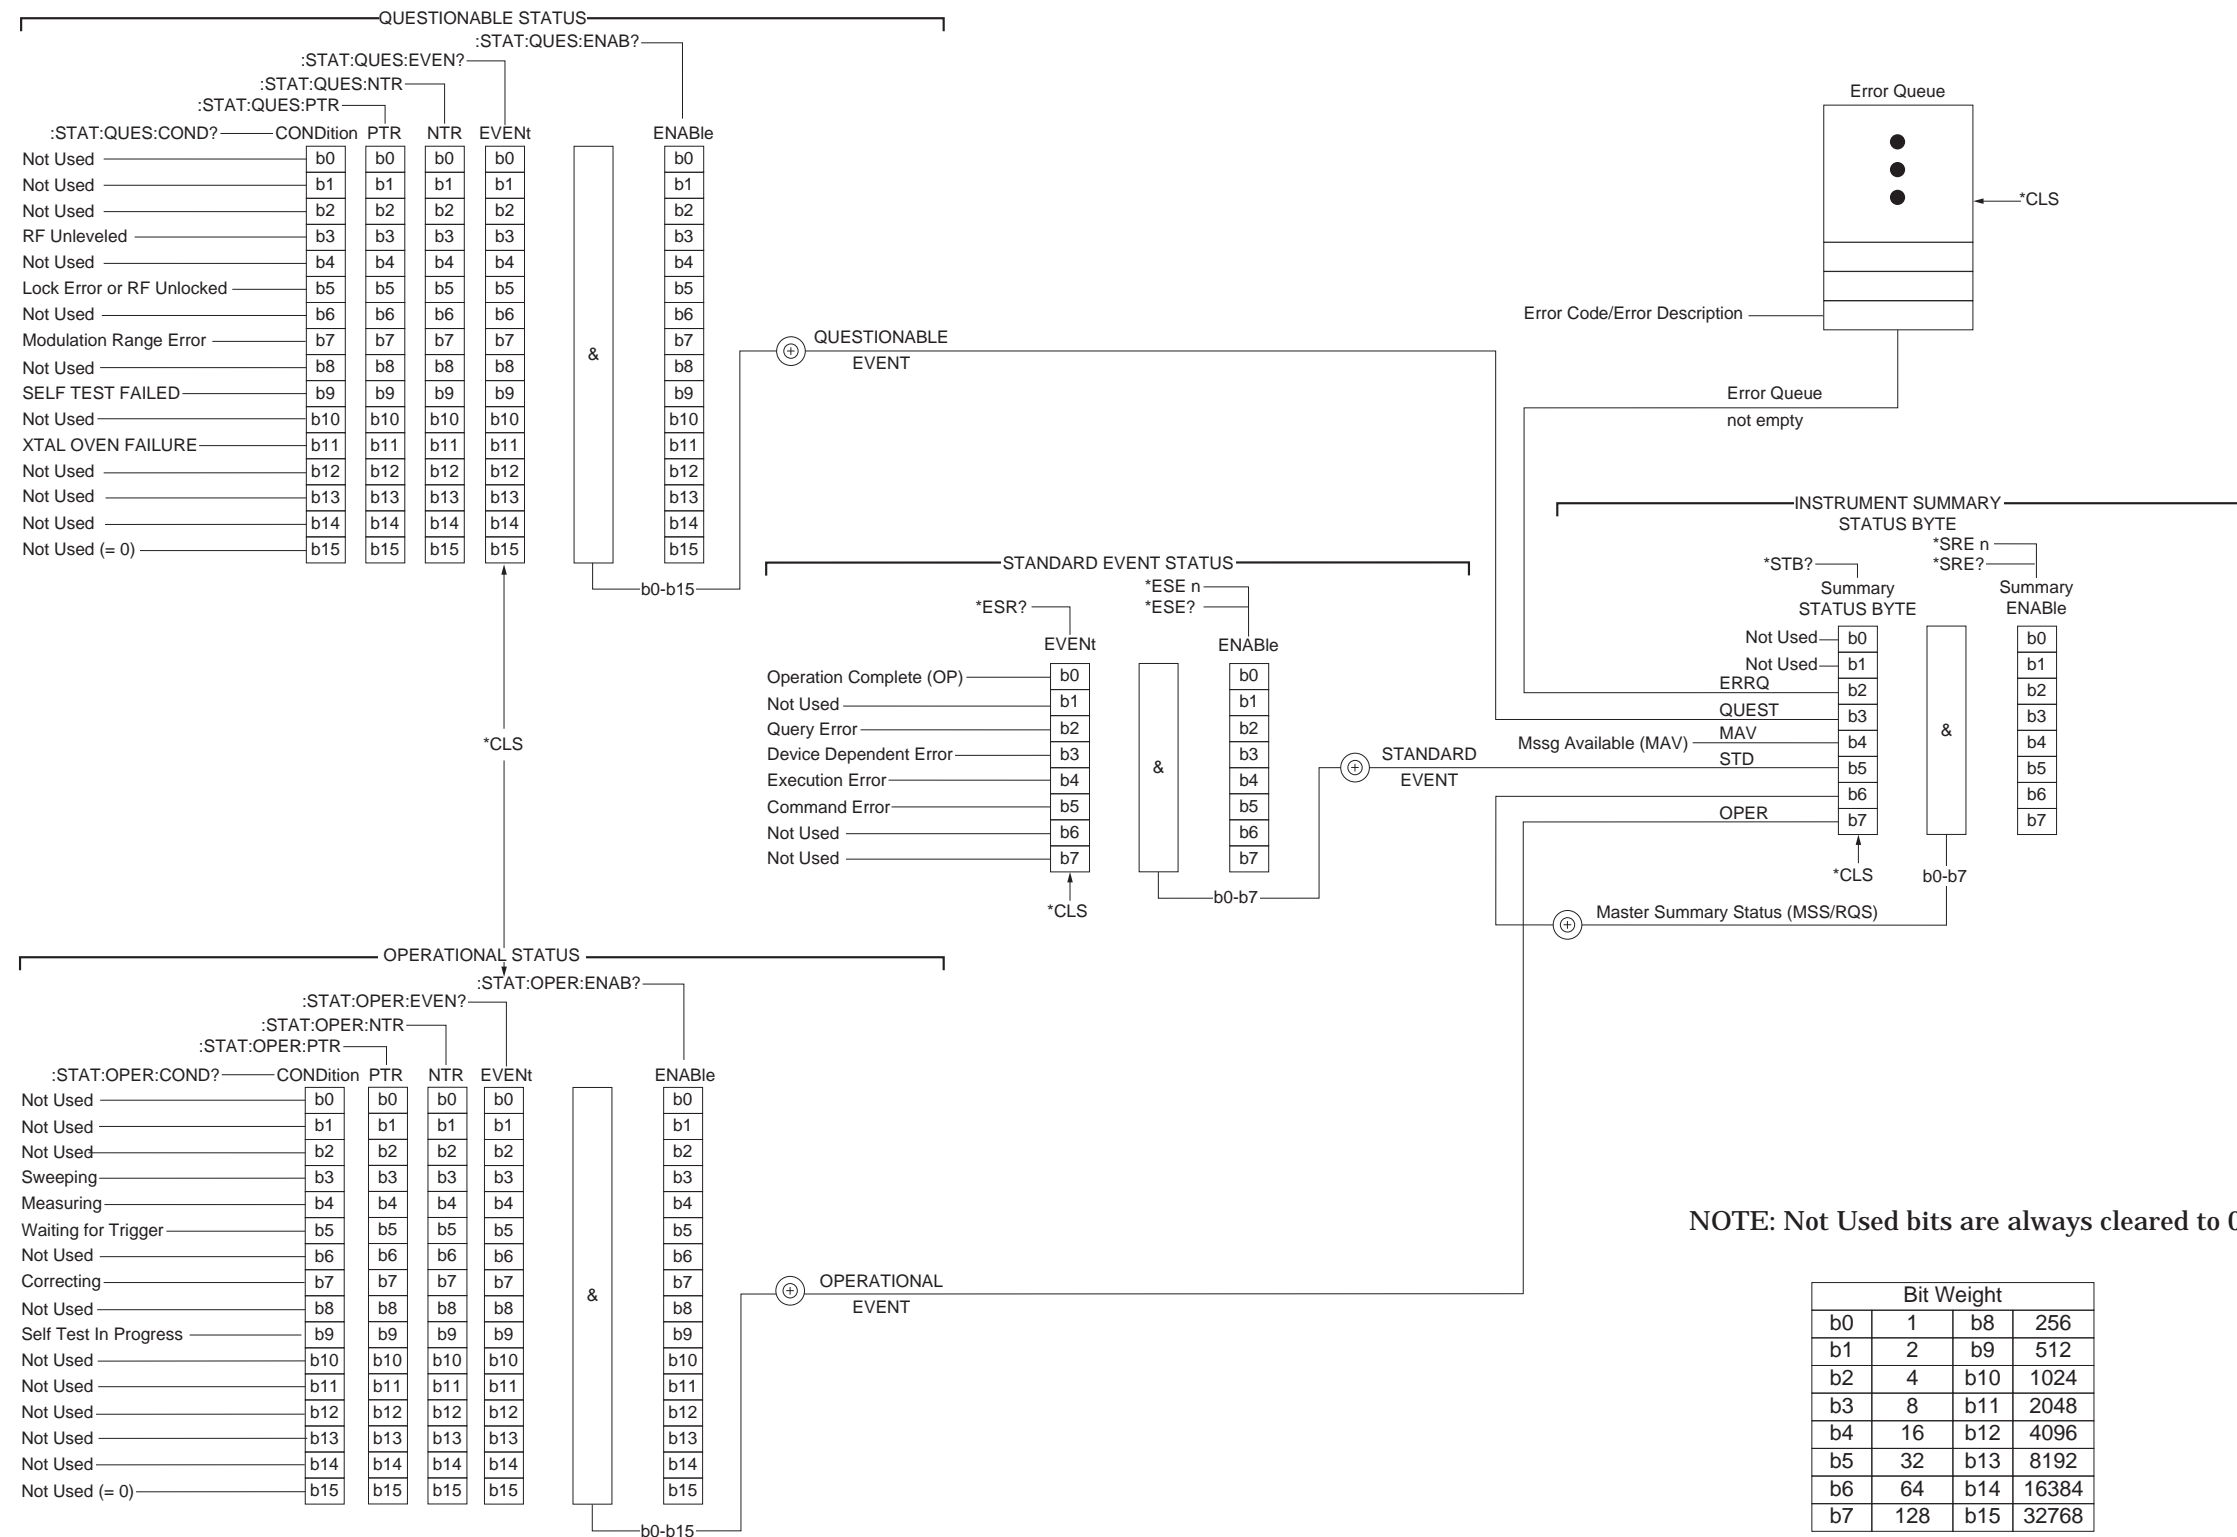 QUESTIONABLE STATUS
:STAT:QUES:ENAB?
:STAT:QUES:EVEN?
:STAT:QUES:NTR
:STAT:QUES:PTR
:STAT:QUES:COND? CONDition PTR NTR EVENt ENABle
Not Used b0 b0 b0 b0 b0
Not Used b1 b1 b1 b1 b1
Not Used b2 b2 b2 b2 b2
RF Unleveled b3 b3 b3 b3 b3
Not Used b4 b4 b4 b4 b4
Lock Error or RF Unlocked b5 b5 b5 b5 b5
Not Used b6 b6 b6 b6 b6
Modulation Range Error b7 b7 b7 b7 & b7
Not Used b8 b8 b8 b8 b8
SELF TEST FAILED b9 b9 b9 b9 b9
Not Used b10 b10 b10 b10 b10
XTAL OVEN FAILURE b11 b11 b11 b11 b11
Not Used b12 b12 b12 b12 b12
Not Used b13 b13 b13 b13 b13
Not Used b14 b14 b14 b14 b14
Not Used (= 0) b15 b15 b15 b15 b15
b0-b15
QUESTIONABLE
EVENT
*CLS
Error Queue
*CLS
Error Code/Error Description
Error Queue
not empty
STANDARD EVENT STATUS
*ESE n
*ESR? *ESE?
EVENt ENABle
Operation Complete (OP) b0 b0
Not Used b1 b1
Query Error b2 b2
Device Dependent Error b3 b3
&
Execution Error b4 b4
Command Error b5 b5
Not Used b6 b6
Not Used b7 b7
*CLS
b0-b7
STANDARD
EVENT
INSTRUMENT SUMMARY
STATUS BYTE
*SRE n
*STB? *SRE?
Summary Summary
STATUS BYTE ENABle
Not Used b0 b0
Not Used b1 b1
ERRQ b2 b2
QUEST b3 b3
&
Mssg Available (MAV) MAV b4 b4
STD b5 b5
b6 b6
OPER b7 b7
*CLS b0-b7
Master Summary Status (MSS/RQS)
OPERATIONAL STATUS
:STAT:OPER:ENAB?
:STAT:OPER:EVEN?
:STAT:OPER:NTR
:STAT:OPER:PTR
:STAT:OPER:COND? CONDition PTR NTR EVENt ENABle
Not Used b0 b0 b0 b0 b0
Not Used b1 b1 b1 b1 b1
Not Used b2 b2 b2 b2 b2
Sweeping b3 b3 b3 b3 b3
Measuring b4 b4 b4 b4 b4
Waiting for Trigger b5 b5 b5 b5 b5
Not Used b6 b6 b6 b6 b6
Correcting b7 b7 b7 b7 & b7
Not Used b8 b8 b8 b8 b8
Self Test In Progress b9 b9 b9 b9 b9
Not Used b10 b10 b10 b10 b10
Not Used b11 b11 b11 b11 b11
Not Used b12 b12 b12 b12 b12
Not Used b13 b13 b13 b13 b13
Not Used b14 b14 b14 b14 b14
Not Used (= 0) b15 b15 b15 b15 b15
b0-b15
OPERATIONAL
EVENT
NOTE: Not Used bits are always cleared to 0
Bit Weight
b0 1 b8 256
b1 2 b9 512
b2 4 b10 1024
b3 8 b11 2048
b4 16 b12 4096
b5 32 b13 8192
b6 64 b14 16384
b7 128 b15 32768